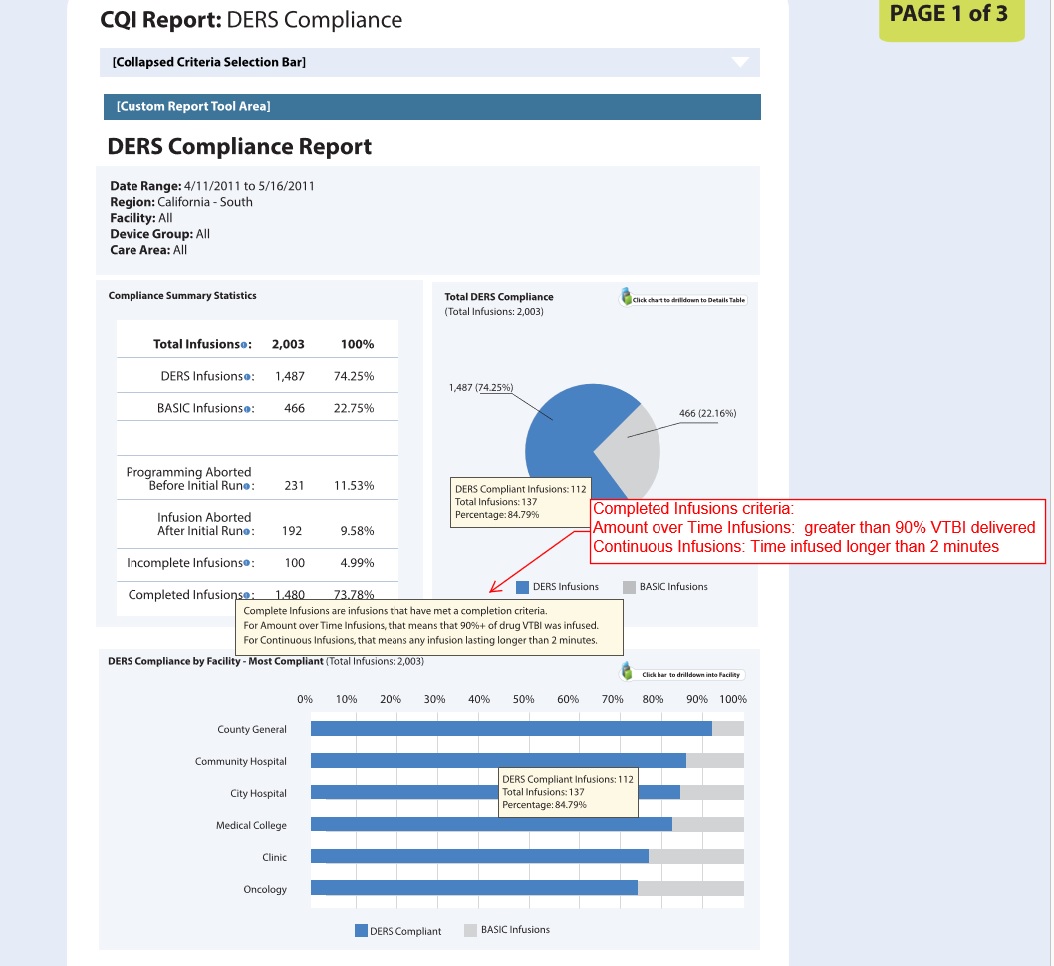 CQI Report: DERS Compliance
PAGE 1 of 3
[Collapsed Criteria Selection Bar]
[Custom Report Tool Area]
DERS Compliance Report
Date Range: 4/11/2011 to 5/16/2011
Region: California - South
Facility: All
Device Group: All
Care Area: All
Compliance Summary Statistics
Total Infusions: 2,003 100%
DERS Infusions: 1,487 74.25%
BASIC Infusions: 466 22.75%
Programming Aborted
Before Initial Run: 231 11.53%
Infusion Aborted
After Initial Run: 192 9.58%
Incomplete Infusions: 100 4.99%
Completed Infusions: 1,480 73.78%
Total DERS Compliance
(Total Infusions: 2,003)
Click chart to drilldown to Details Table
1,487 (74.25%)
466 (22.16%)
DERS Compliant Infusions: 112
Total Infusions: 137
Percentage: 84.79%
Completed Infusions criteria:
Amount over Time Infusions: greater than 90% VTBI delivered
Continuous Infusions: Time infused longer than 2 minutes
DERS Infusions BASIC Infusions
Complete Infusions are infusions that have met a completion criteria.
For Amount over Time Infusions, that means that 90%+ of drug VTBI was infused.
For Continuous Infusions, that means any infusion lasting longer than 2 minutes.
DERS Compliance by Facility - Most Compliant (Total Infusions: 2,003)
Click bar to drilldown into Facility
0% 10% 20% 30% 40% 50% 60% 70% 80% 90% 100%
County General
Community Hospital
City Hospital
DERS Compliant Infusions: 112
Total Infusions: 137
Percentage: 84.79%
Medical College
Clinic
Oncology
DERS Compliant BASIC Infusions